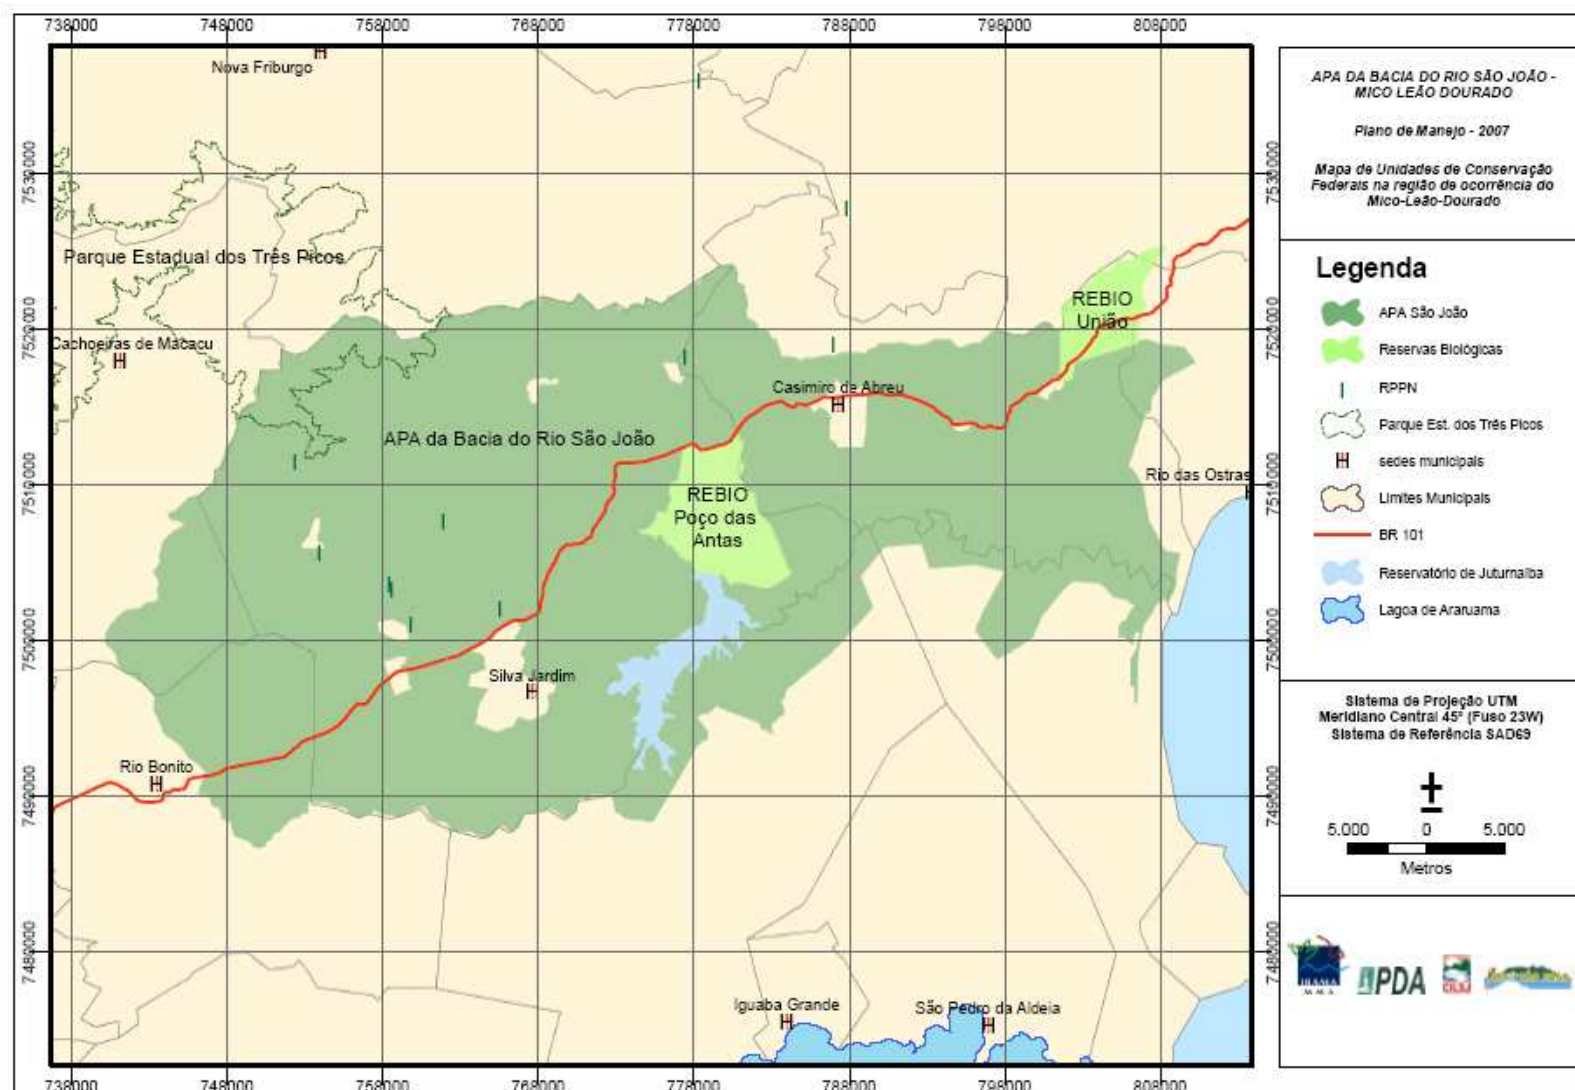 738000 748000 758000 768000 778000 788000 798000 808000
Nova Friburgo
7530000
7530000
Parque Estadual dos Três Picos
7520000
7520000
Cachoeiras de Macacu
REBIO
União
Casimiro de Abreu
APA da Bacia do Rio São João
7510000
7510000
Rio das Ostras
REBIO
Poço das
Antas
7500000
7500000
Silva Jardim
Rio Bonito
7490000
7490000
7480000
7480000
Iguaba Grande
São Pedro da Aldeia
738000 748000 758000 768000 778000 788000 798000 808000
APA DA BACIA DO RIO SÃO JOÃO -
MICO LEÃO DOURADO
Plano de Manejo - 2007
Mapa de Unidades de Conservação
Federais na região de ocorrência do
Mico-Leão-Dourado
Legenda
APA São João
Reservas Biológicas
RPPN
Parque Est. dos Três Picos
sedes municipais
Limites Municipais
BR 101
Reservatório de Juturnaíba
Lagoa de Araruama
Sistema de Projeção UTM
Meridiano Central 45º (Fuso 23W)
Sistema de Referência SAD69
5.000 0 5.000
Metros
IBAMA
MMA
PDA